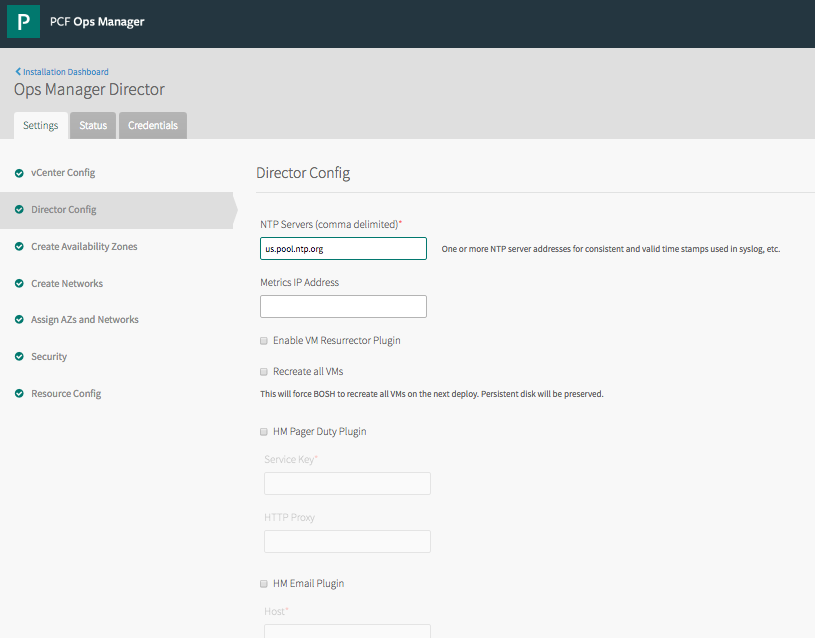 P PCF Ops Manager
Installation Dashboard
Ops Manager Director
Settings Status Credentials
vCenter Config
Director Config
Create Availability Zones
Create Networks
Assign AZs and Networks
Security
Resource Config
Director Config
NTP Servers (comma delimited)*
us.pool.ntp.org
One or more NTP server addresses for consistent and valid time stamps used in syslog, etc.
Metrics IP Address
Enable VM Resurrector Plugin
Recreate all VMs
This will force BOSH to recreate all VMs on the next deploy. Persistent disk will be preserved.
HM Pager Duty Plugin
Service Key*
HTTP Proxy
HM Email Plugin
Host*